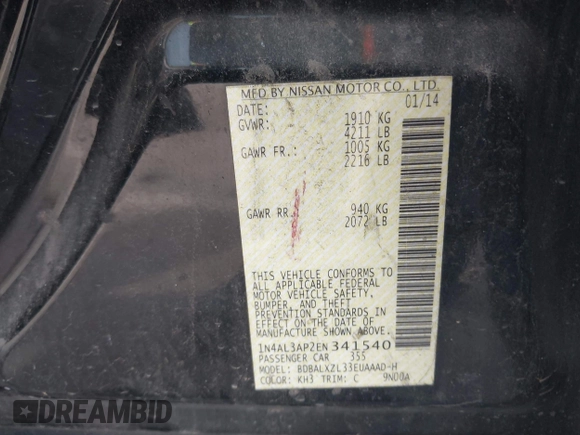 MFD BY NISSAN MOTOR CO., LTD.
DATE: 01/14
GVWR: 1910 KG
4211 LB
GAWR FR.: 1005 KG
2216 LB
GAWR RR. 940 KG
2072 LB
THIS VEHICLE CONFORMS TO
ALL APPLICABLE FEDERAL
MOTOR VEHICLE SAFETY,
BUMPER, AND THEFT
PREVENTION STANDARDS
IN EFFECT ON THE DATE OF
MANUFACTURE SHOWN ABOVE.
1N4AL3AP2EN341540
PASSENGER CAR 355
MODEL: BDBALXZL33EUAAAD-H
COLOR: KH3 TRIM: C 9N00A
STAT.VIN